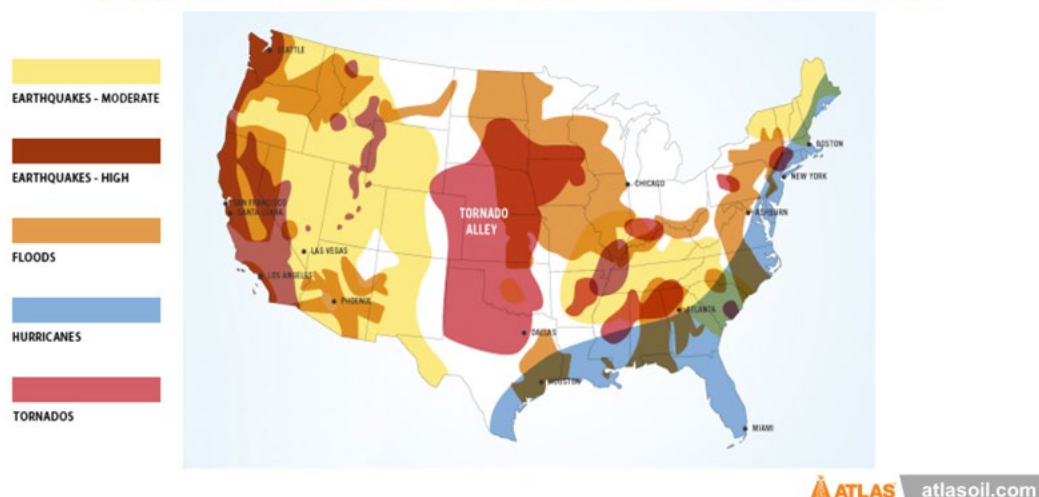 EARTHQUAKES - MODERATE
EARTHQUAKES - HIGH
FLOODS
HURRICANES
TORNADOS
SEATTLE
SAN FRANCISCO
SANTA CLARA
LAS VEGAS
LOS ANGELES
PHOENIX
TORNADO
ALLEY
DALLAS
HOUSTON
CHICAGO
BOSTON
NEW YORK
ASHBURN
ATLANTA
MIAMI
ATLAS
atlasoil.com